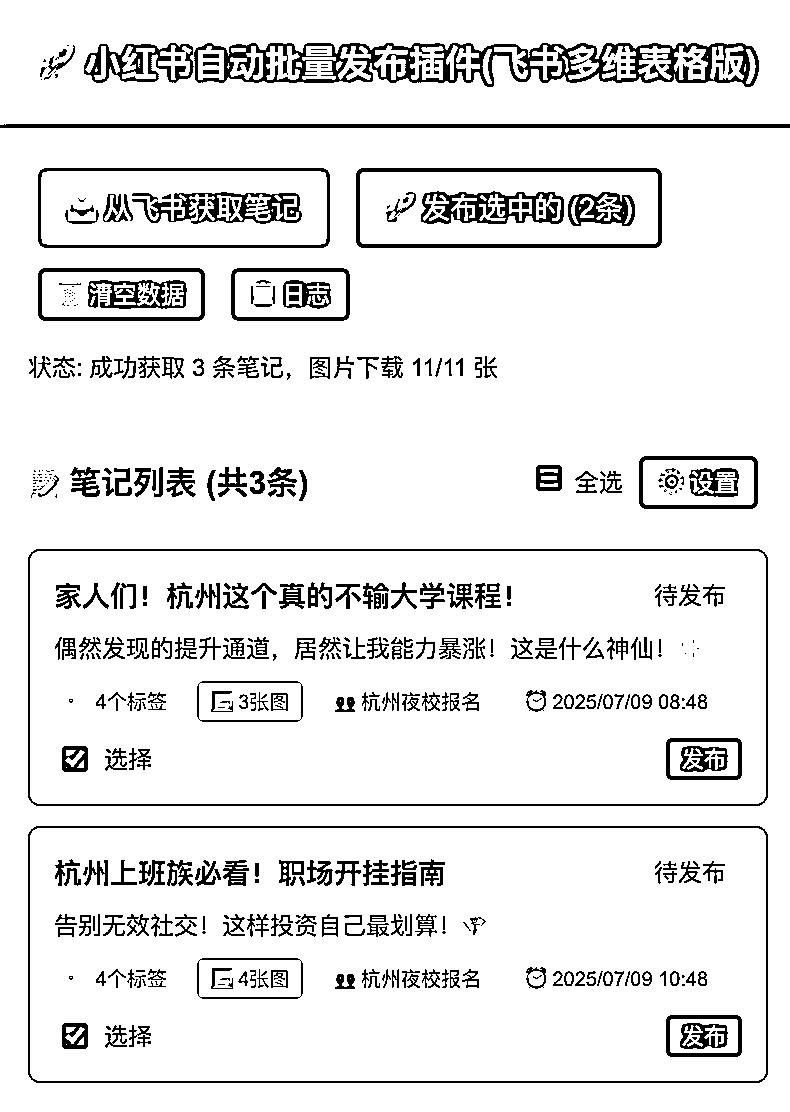 小红书自动批量发布插件(飞书多维表格版)
从飞书获取笔记 发布选中的 (2条)
清空数据 日志
状态: 成功获取 3 条笔记，图片下载 11/11 张
笔记列表 (共3条) 全选 设置
家人们！杭州这个真的不输大学课程！ 待发布
偶然发现的提升通道，居然让我能力暴涨！这是什么神仙！
4个标签 3张图 杭州夜校报名 2025/07/09 08:48
选择 发布
杭州上班族必看！职场开挂指南 待发布
告别无效社交！这样投资自己最划算！
4个标签 4张图 杭州夜校报名 2025/07/09 10:48
选择 发布